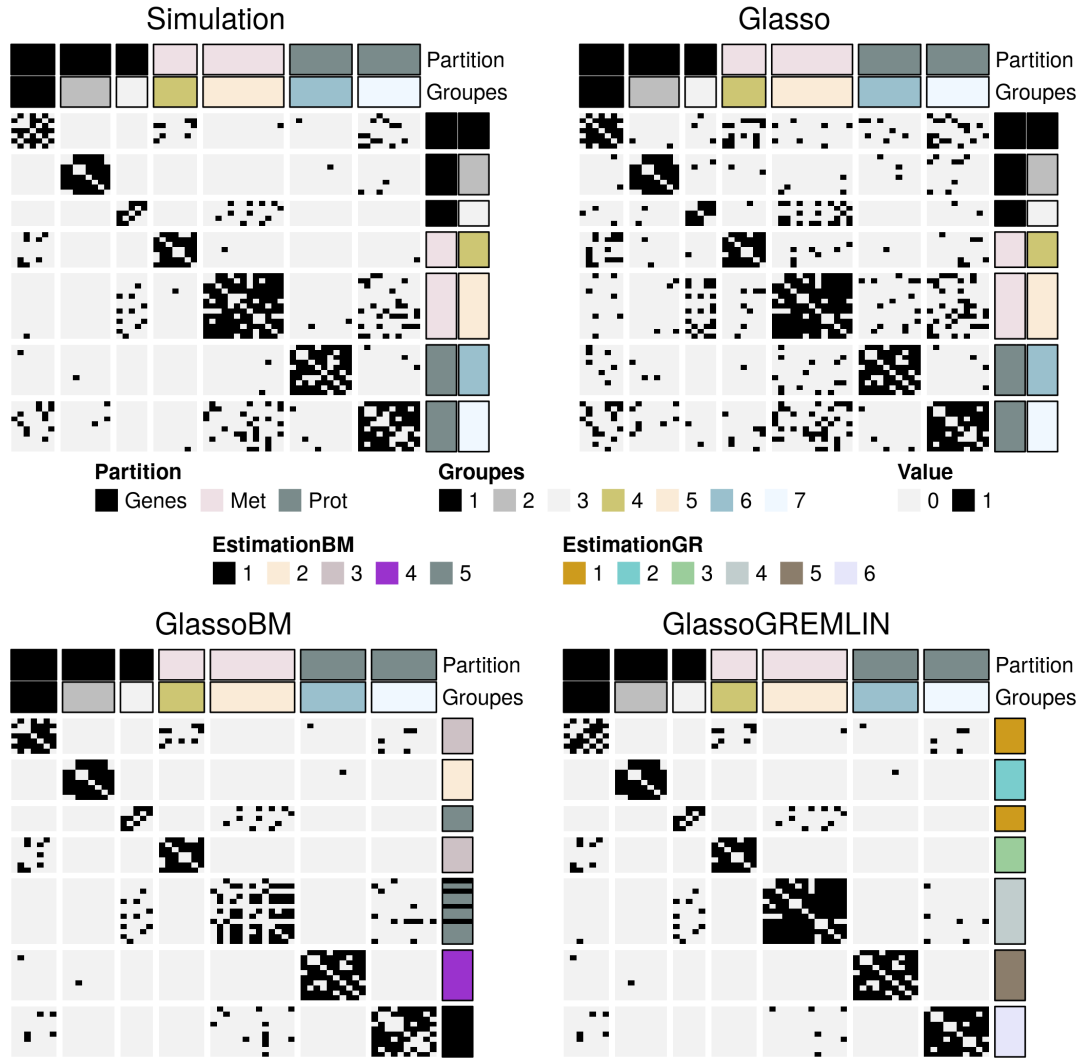 Simulation
Glasso
Partition
Groupes
Partition
Groupes
Partition
Genes Met Prot
Groupes
1 2 3 4 5 6 7
Value
0 1
EstimationBM
1 2 3 4 5
EstimationGR
1 2 3 4 5 6
GlassoBM
GlassoGREMLIN
Partition
Groupes
Partition
Groupes